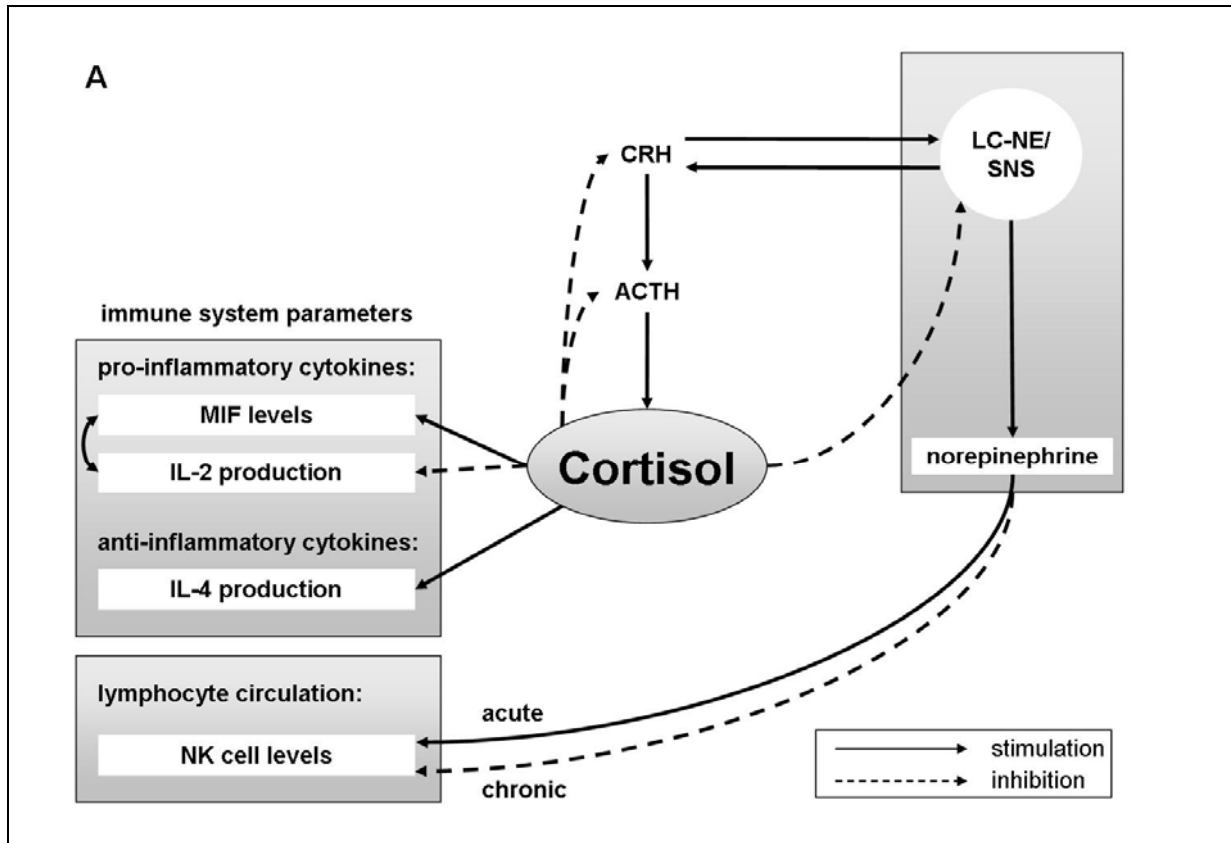 A
LC-NE/
SNS
CRH
ACTH
immune system parameters
pro-inflammatory cytokines:
MIF levels
IL-2 production
Cortisol
norepinephrine
anti-inflammatory cytokines:
IL-4 production
lymphocyte circulation:
acute
NK cell levels
chronic
stimulation
inhibition